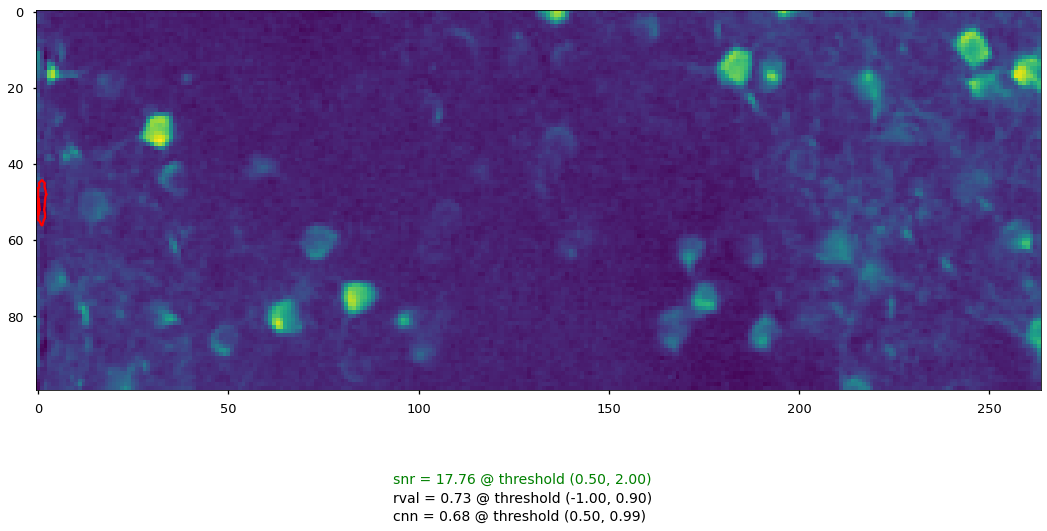 0
20
40
60
80
0 50 100 150 200 250
snr = 17.76 @ threshold (0.50, 2.00)
rval = 0.73 @ threshold (-1.00, 0.90)
cnn = 0.68 @ threshold (0.50, 0.99)